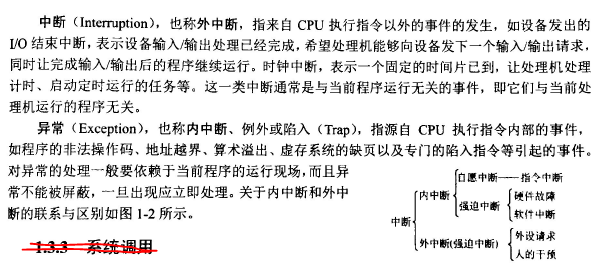 中断（Interruption），也称外中断，指来自 CPU 执行指令以外的事件的发生，如设备发出的
I/O 结束中断，表示设备输入/输出处理已经完成，希望处理机能够向设备发下一个输入/输出请求，
同时让完成输入/输出后的程序继续运行。时钟中断，表示一个固定的时间片已到，让处理机处理
计时、启动定时运行的任务等。这一类中断通常是与当前程序运行无关的事件，即它们与当前处
理机运行的程序无关。
异常（Exception），也称内中断、例外或陷入（Trap），指源自 CPU 执行指令内部的事件，
如程序的非法操作码、地址越界、算术溢出、虚存系统的缺页以及专门的陷入指令等引起的事件。
对异常的处理一般要依赖于当前程序的运行现场，而且异
常不能被屏蔽，一旦出现应立即处理。关于内中断和外中
断的联系与区别如图 1-2 所示。
中断
内中断
自愿中断——指令中断
强迫中断
硬件故障
软件中断
外中断(强迫中断)
外设请求
人的干预
1.3.3 系统调用